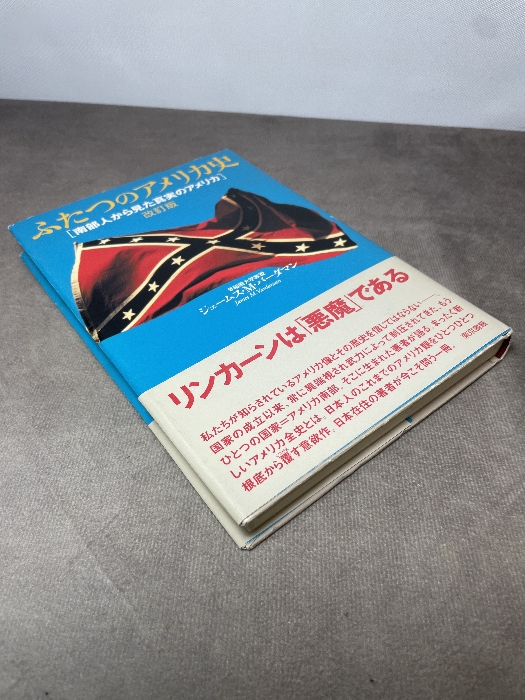 ふたつのアメリカ史
[南部人から見た真実のアメリカ]
改訂版
早稲田大学教授
ジェームス・M・バーダマン
James M. Vardaman
リンカーンは「悪魔」である
私たちが知らされているアメリカ像とその歴史を信じてはならない――
国家の成立以来、常に異端視され武力によって制圧されてきた、もう
ひとつの国家=アメリカ南部。そこに生まれた著者が語る、まったく新
しいアメリカ全史とは。日本人のこれまでのアメリカ観をひとつひとつ
根底から覆す意欲作。日本在住の著者が今こそ問う一冊。